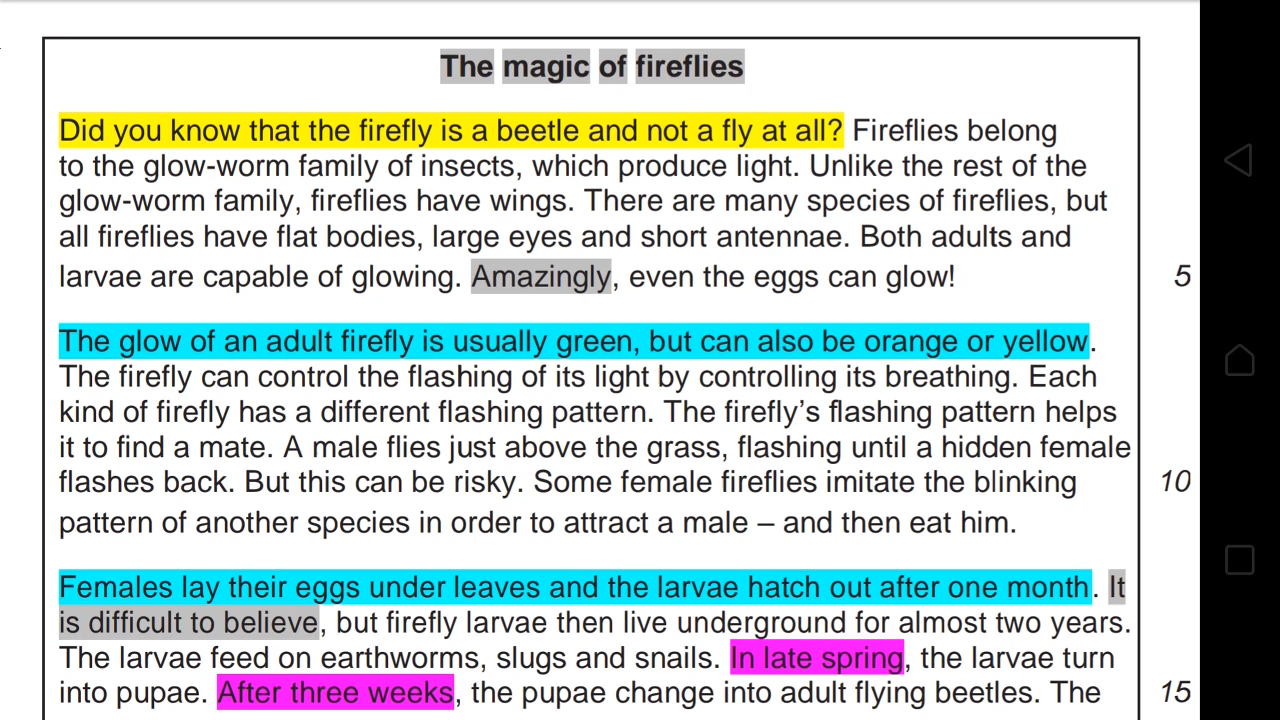 The magic of fireflies
Did you know that the firefly is a beetle and not a fly at all? Fireflies belong
to the glow-worm family of insects, which produce light. Unlike the rest of the
glow-worm family, fireflies have wings. There are many species of fireflies, but
all fireflies have flat bodies, large eyes and short antennae. Both adults and
larvae are capable of glowing. Amazingly, even the eggs can glow! 5
The glow of an adult firefly is usually green, but can also be orange or yellow.
The firefly can control the flashing of its light by controlling its breathing. Each
kind of firefly has a different flashing pattern. The firefly’s flashing pattern helps
it to find a mate. A male flies just above the grass, flashing until a hidden female
flashes back. But this can be risky. Some female fireflies imitate the blinking 10
pattern of another species in order to attract a male – and then eat him.
Females lay their eggs under leaves and the larvae hatch out after one month. It
is difficult to believe, but firefly larvae then live underground for almost two years.
The larvae feed on earthworms, slugs and snails. In late spring, the larvae turn
into pupae. After three weeks, the pupae change into adult flying beetles. The 15